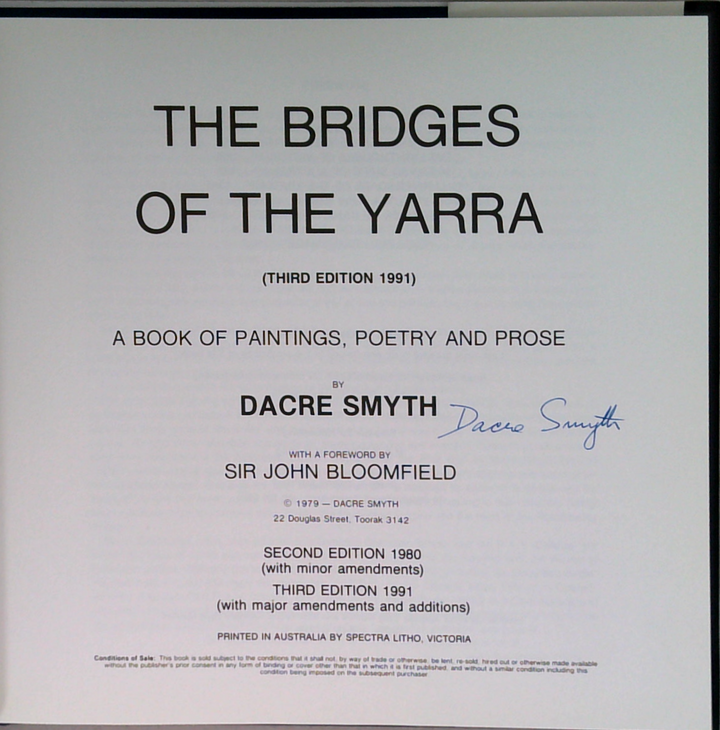 THE BRIDGES
OF THE YARRA
(THIRD EDITION 1991)
A BOOK OF PAINTINGS, POETRY AND PROSE
BY
DACRE SMYTH Dacre Smyth
WITH A FOREWORD BY
SIR JOHN BLOOMFIELD
© 1979 — DACRE SMYTH
22 Douglas Street, Toorak 3142
SECOND EDITION 1980
(with minor amendments)
THIRD EDITION 1991
(with major amendments and additions)
PRINTED IN AUSTRALIA BY SPECTRA LITHO, VICTORIA
Conditions of Sale: This book is sold subject to the conditions that it shall not, by way of trade or otherwise, be lent, re-sold, hired out or otherwise made available
without the publisher's prior consent in any form of binding or cover other than that in which it is first published, and without a similar condition including this
condition being imposed on the subsequent purchaser.